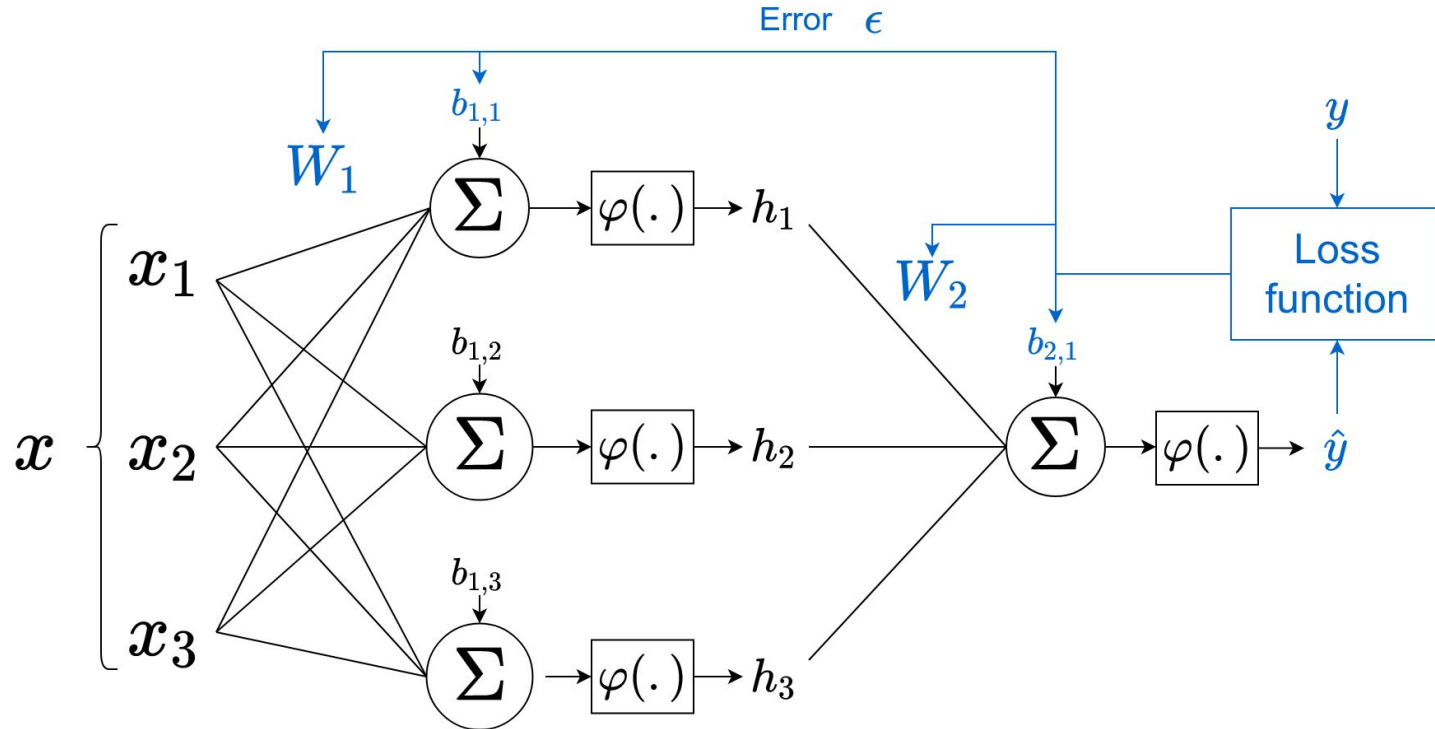 Error ϵ
b₁,₁
y
W₁
Σ φ(.) h₁
x₁
W₂
Loss
function
b₁,₂
b₂,₁
x x₂ Σ φ(.) h₂ Σ φ(.) ŷ
b₁,₃
x₃
Σ φ(.) h₃